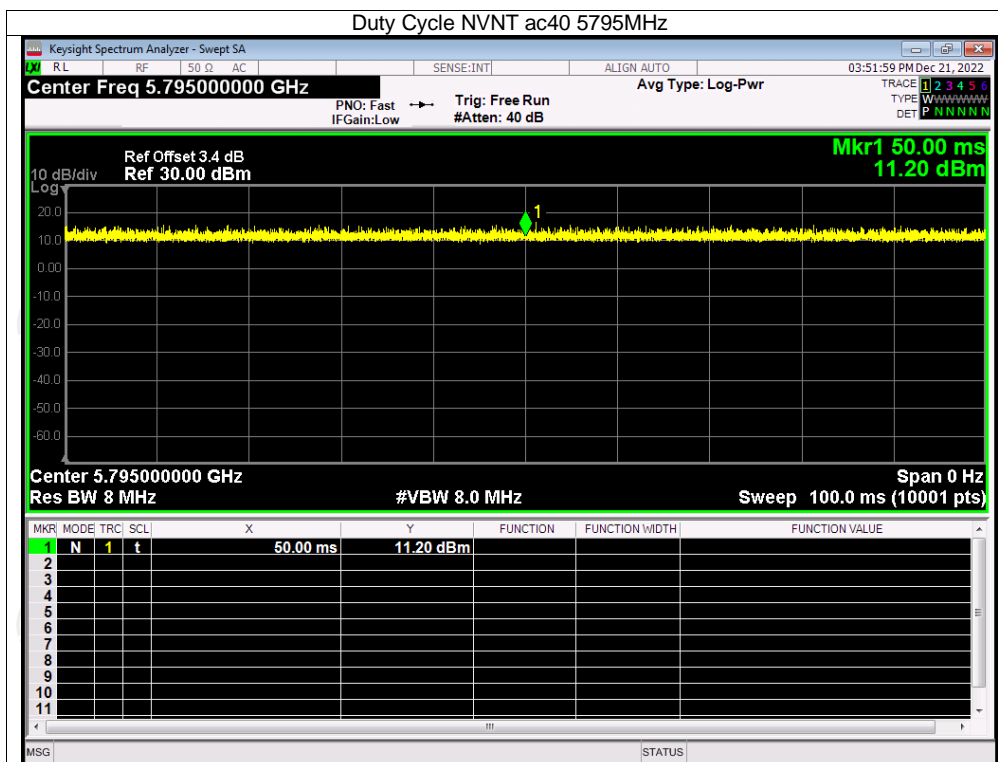 Duty Cycle NVNT ac40 5795MHz
Keysight Spectrum Analyzer - Swept SA
LXI RL RF 50 Ω AC SENSE:INT ALIGN AUTO 03:51:59 PM Dec 21, 2022
Center Freq 5.795000000 GHz Avg Type: Log-Pwr TRACE 1 2 3 4 5 6
PNO: Fast Trig: Free Run TYPE WWWWWW
IFGain:Low #Atten: 40 dB DET P N N N N N
Ref Offset 3.4 dB Mkr1 50.00 ms
10 dB/div Ref 30.00 dBm 11.20 dBm
Log
20.0
1
10.0
0.00
-10.0
-20.0
-30.0
-40.0
-50.0
-60.0
Center 5.795000000 GHz Span 0 Hz
Res BW 8 MHz #VBW 8.0 MHz Sweep 100.0 ms (10001 pts)
MKR MODE TRC SCL X Y FUNCTION FUNCTION WIDTH FUNCTION VALUE
1 N 1 t 50.00 ms 11.20 dBm
2
3
4
5
6
7
8
9
10
11
MSG STATUS